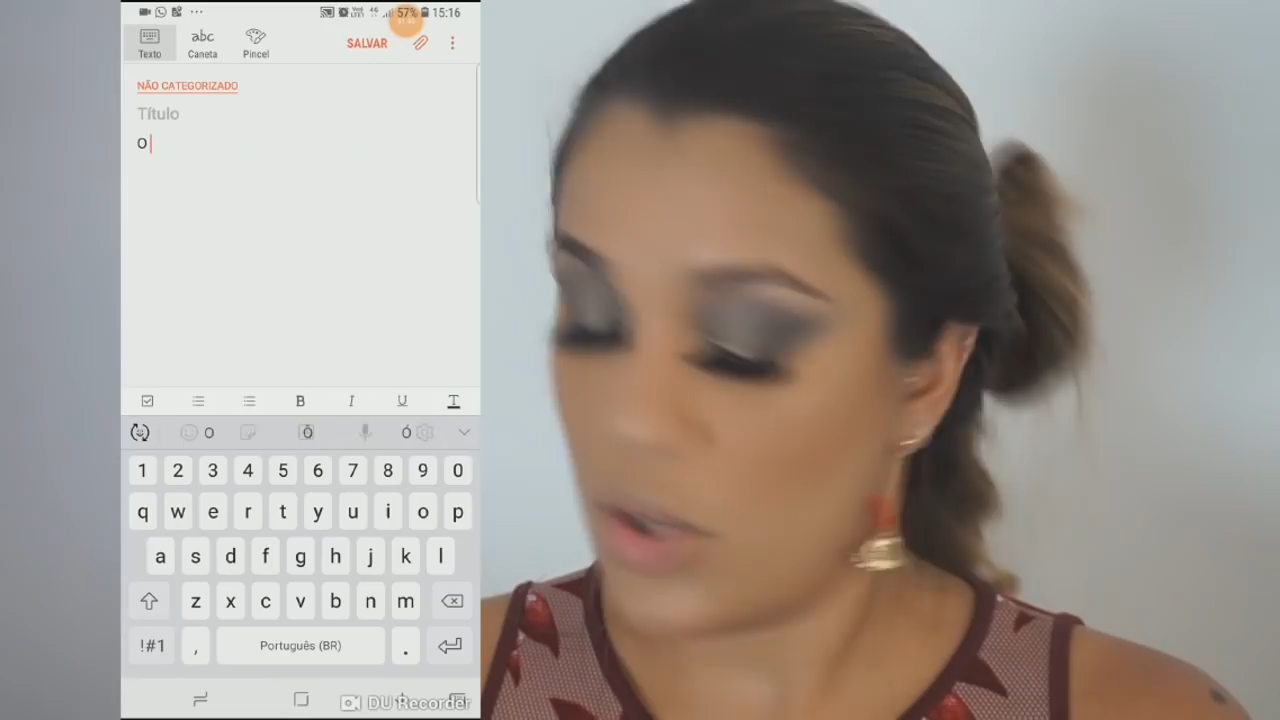 57% 15:16
Texto
abc
Caneta
Pincel
SALVAR
NÃO CATEGORIZADO
Título
O
B I U T
O Ö Ó
1 2 3 4 5 6 7 8 9 0
q w e r t y u i o p
a s d f g h j k l
z x c v b n m
!#1 , Português (BR) .
DU Recorder